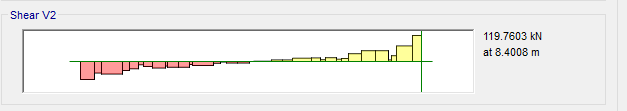 Shear V2
119.7603 kN
at 8.4008 m